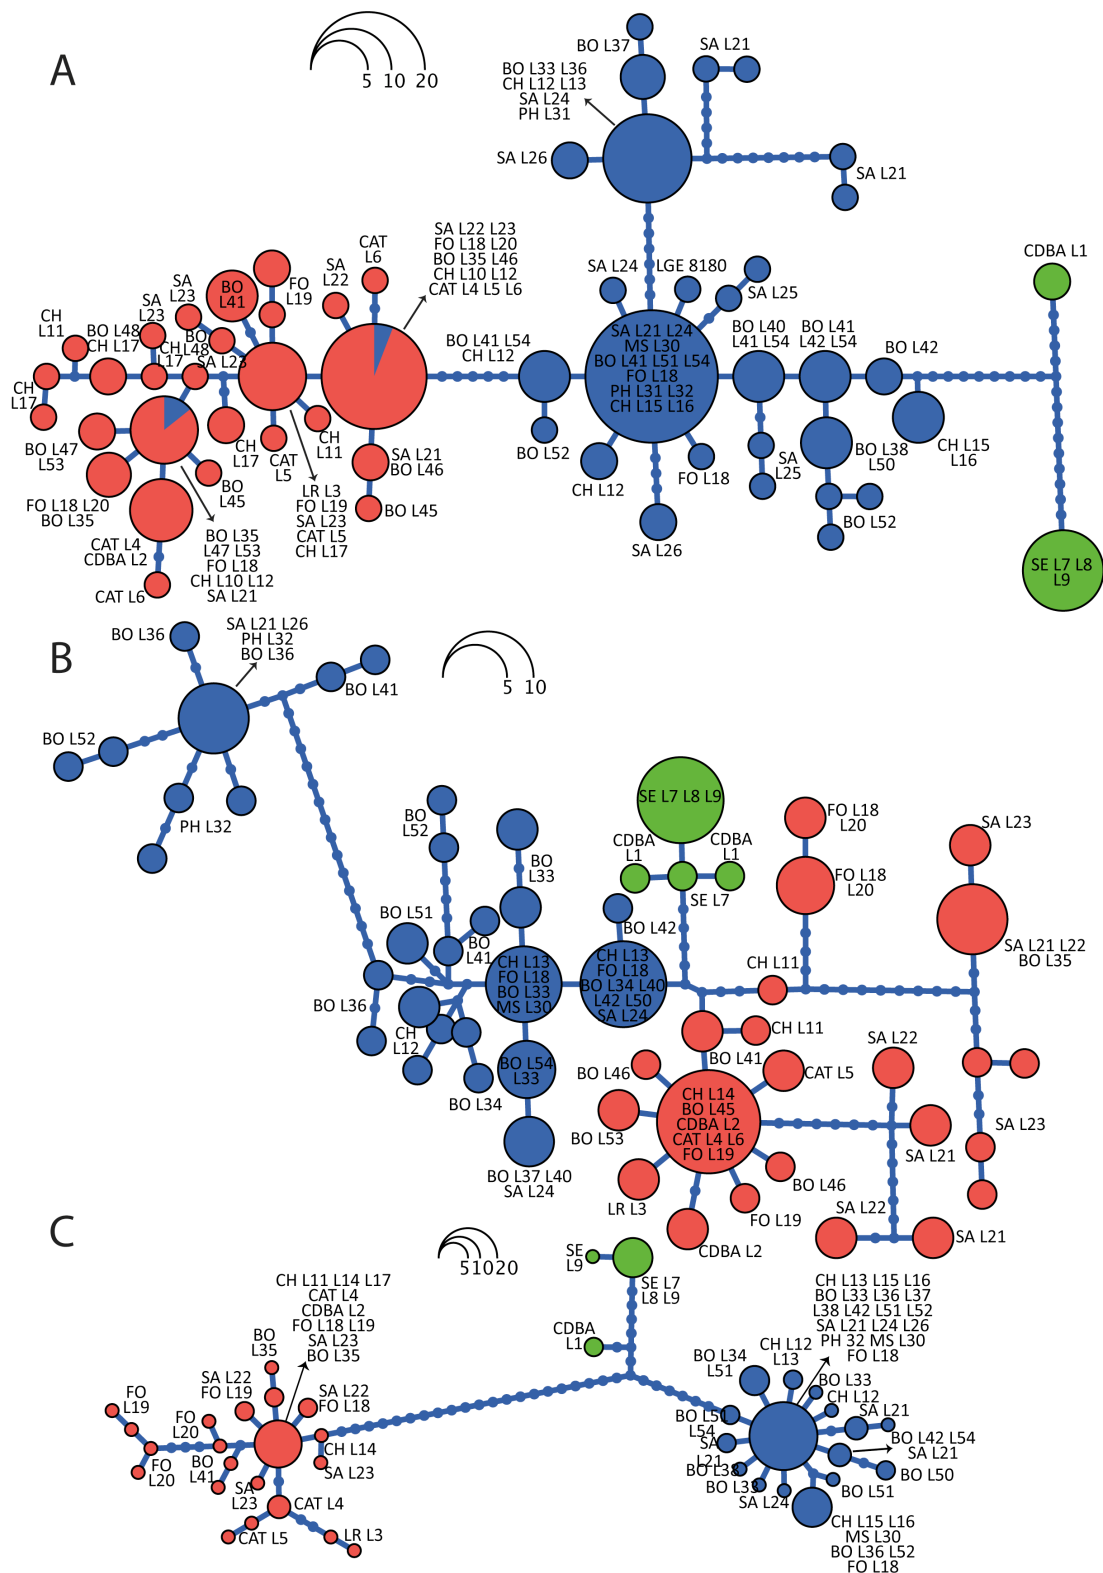 A
5 10 20
BO L37
SA L21
BO L33 L36
CH L12 L13
SA L24
PH L31
SA L26
SA L21
SA L22 L23
FO L18 L20
BO L35 L46
CH L10 L12
CAT L4 L5 L6
CAT
L6
SA
L22
FO
L19
BO
L41
SA
L23
SA
L23
CH
L11
BO L48
CH L17
CH L48
L17
BO
SA L23
CH
L17
SA L24
LGE 8180
SA L25
CDBA L1
BO L41 L54
CH L12
SA L21 L24
MS L30
BO L41 L51 L54
FO L18
PH L31 L32
CH L15 L16
BO L40
L41 L54
BO L41
L42 L54
BO L42
BO L47
L53
FO L18 L20
BO L35
BO
L45
CH
L17
CAT
L5
CH
L11
SA L21
BO L46
BO L45
BO L52
CH L12
FO L18
SA L26
SA
L25
BO L38
L50
BO L52
CH L15
L16
SE L7 L8
L9
LR L3
FO L19
SA L23
CAT L5
CH L17
CAT L4
CDBA L2
CAT L6
BO L35
L47 L53
FO L18
CH L10 L12
SA L21
B
5 10
BO L36
SA L21 L26
PH L32
BO L36
BO L41
BO L52
PH L32
BO
L52
BO
L33
BO L51
BO
L41
BO L36
CH
L12
BO L34
CH L13
FO L18
BO L33
MS L30
BO L54
L33
BO L37 L40
SA L24
CH L13
FO L18
BO L34 L40
L42 L50
SA L24
BO L42
SE L7 L8 L9
CDBA
L1
CDBA
L1
SE L7
FO L18
L20
FO L18
L20
SA L23
SA L21 L22
BO L35
CH L11
CH L11
BO L41
SA L22
BO L46
CAT L5
BO L53
CH L14
BO L45
CDBA L2
CAT L4 L6
FO L19
SA L21
SA L23
BO L46
LR L3
FO L19
CDBA L2
SA L22
SA L21
C
5 10 20
SE
L9
SE L7
L8 L9
CDBA
L1
CH L11 L14 L17
CAT L4
CDBA L2
FO L18 L19
SA L23
BO L35
BO
L35
SA L22
FO L19
SA L22
FO L18
FO
L19
FO
L20
FO
L20
BO
L41
SA
L23
CH L14
SA L23
CAT L4
CAT L5
LR L3
CH L13 L15 L16
BO L33 L36 L37
L38 L42 L51 L52
SA L21 L24 L26
PH 32 MS L30
FO L18
CH L12
L13
BO L34
L51
BO L33
CH L12
SA L21
BO L51
L54
SA
L21
BO L42 L54
SA L21
BO L38
BO L50
BO L33
BO L51
SA L24
CH L15 L16
MS L30
BO L36 L52
FO L18